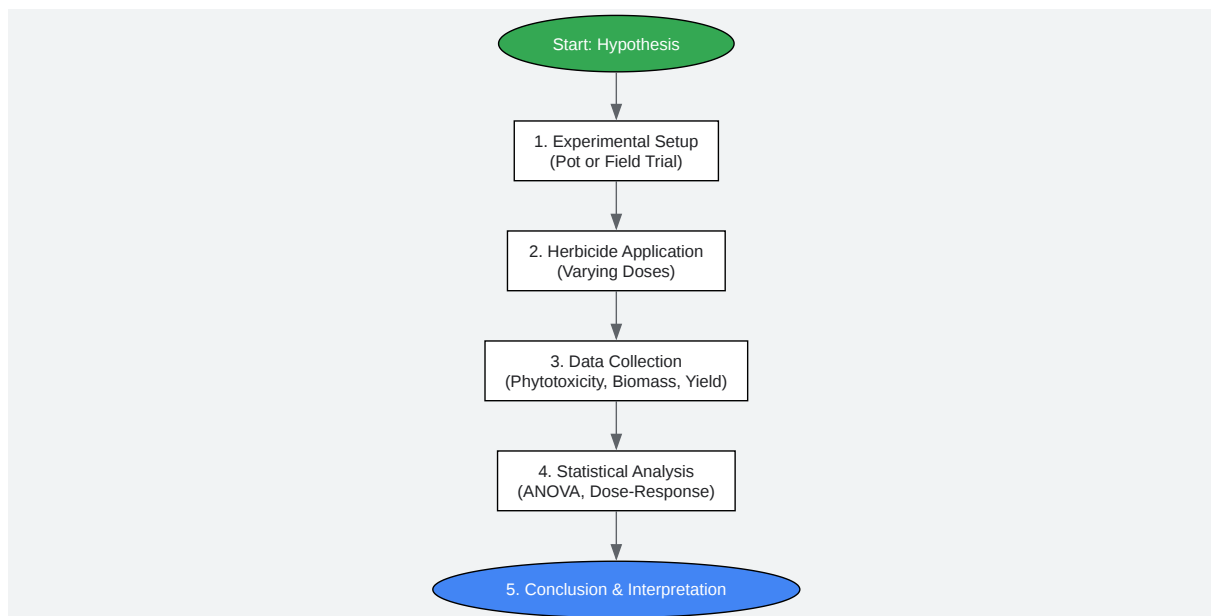 Start: Hypothesis
1. Experimental Setup
(Pot or Field Trial)
2. Herbicide Application
(Varying Doses)
3. Data Collection
(Phytotoxicity, Biomass, Yield)
4. Statistical Analysis
(ANOVA, Dose-Response)
5. Conclusion & Interpretation